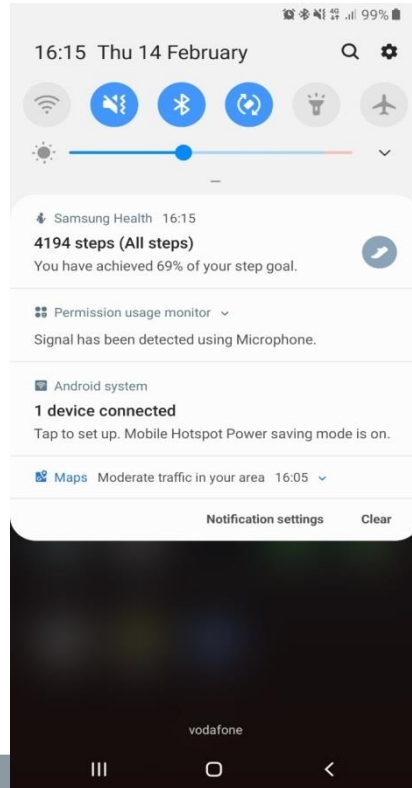 4G 99%
16:15 Thu 14 February
Samsung Health 16:15
4194 steps (All steps)
You have achieved 69% of your step goal.
Permission usage monitor
Signal has been detected using Microphone.
Android system
1 device connected
Tap to set up. Mobile Hotspot Power saving mode is on.
Maps Moderate traffic in your area 16:05
Notification settings Clear
vodafone